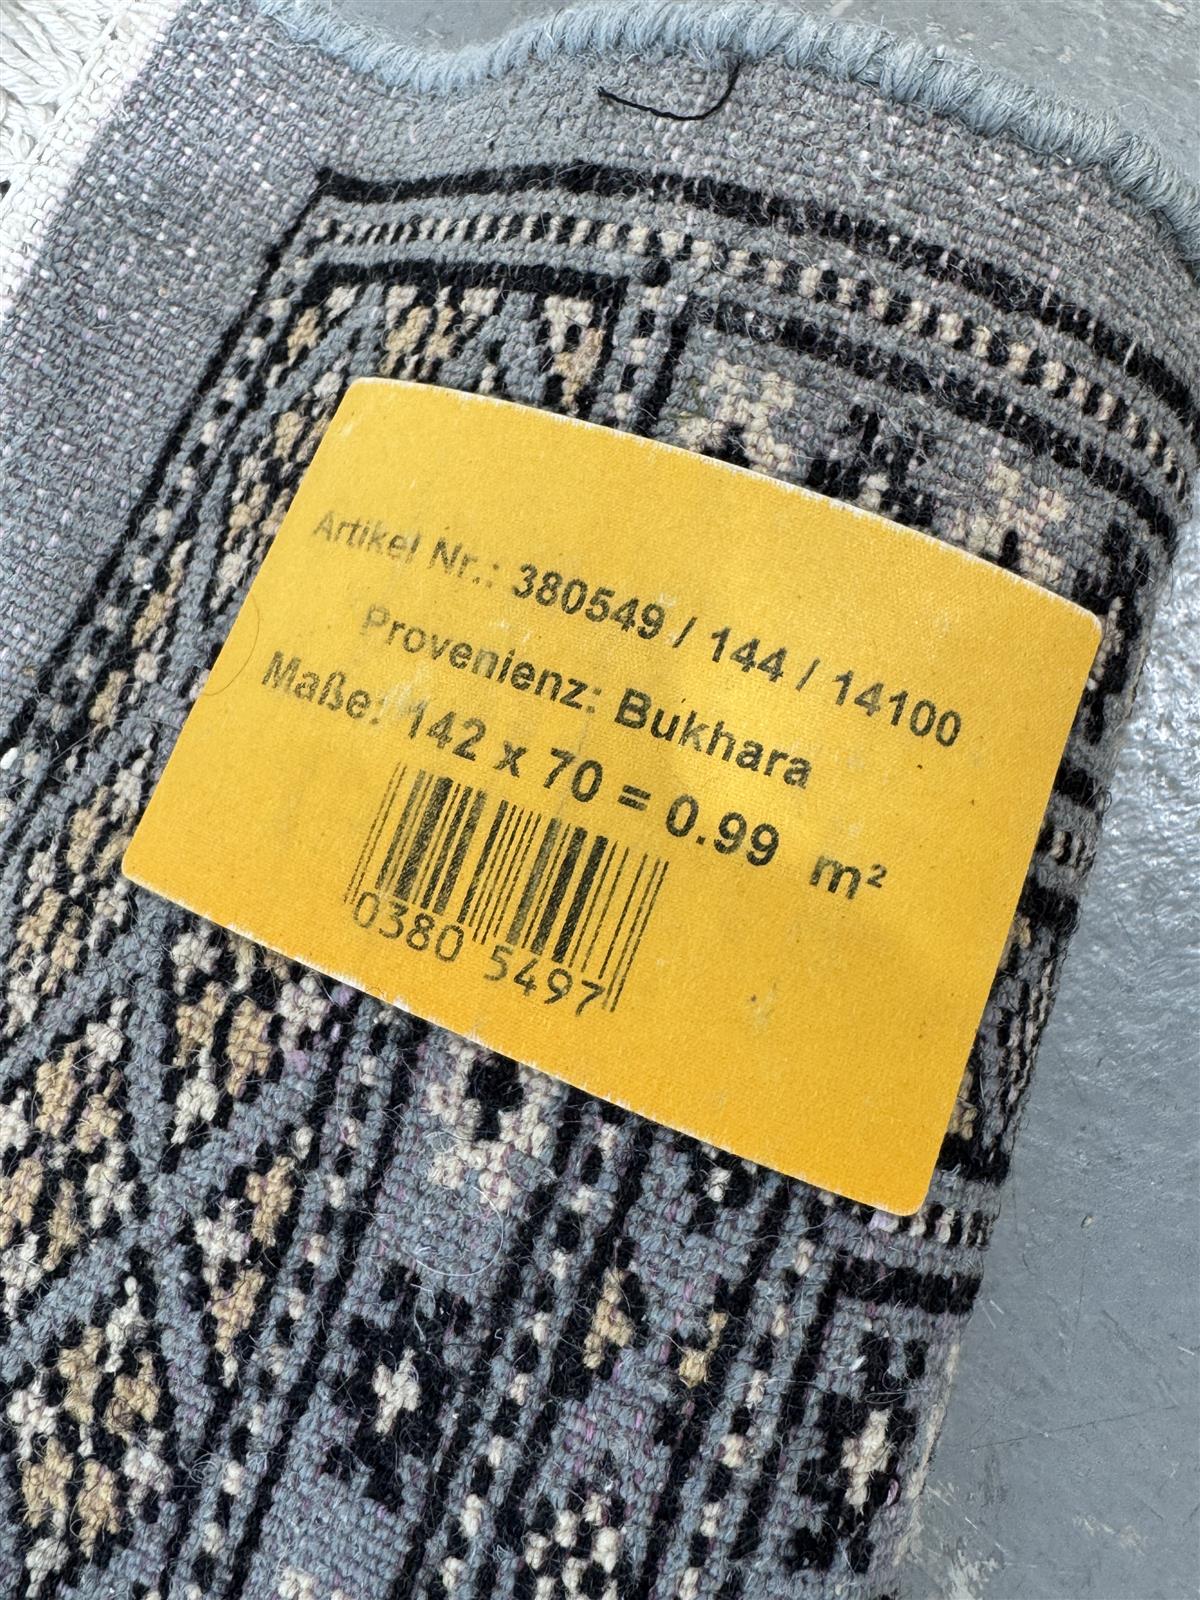 Artikel Nr.: 380549 / 144 / 14100
Provenienz: Bukhara
Maße: 142 x 70 = 0.99 m²
0380 5497